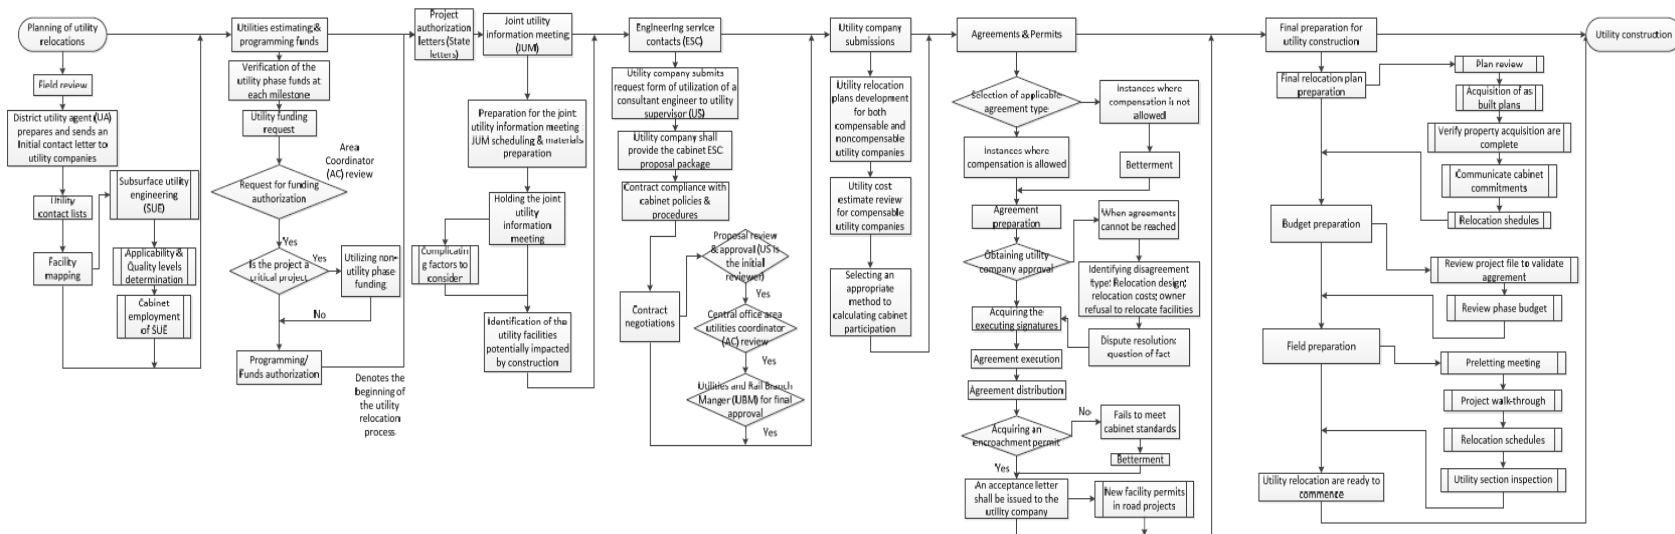 Planning of utility
relocations
Field review
District utility agent (UA)
prepares and sends an
Initial contact letter to
utility companies
Utility
contact lists
Facility
mapping
Subsurface utility
engineering
(SUE)
Applicability &
Quality levels
determination
Cabinet
employment
of SUE
Utilities estimating &
programming funds
Verification of the
utility phase funds at
each milestone
Utility funding
request
Area
Coordinator
(AC) review
Request for funding
authorization
Yes
Is the project a
critical project
Yes
Utilizing non-
utility phase
funding
No
Programming/
Funds authorization
Denotes the
beginning of
the utility
relocation
process
Project
authorization
letters (State
letters)
Joint utility
information meeting
(JUM)
Preparation for the joint
utility information meeting
JUM scheduling & materials
preparation
Holding the joint
utility information
meeting
Complicatin
g factors to
consider
Identification of the
utility facilities
potentially impacted
by construction
Engineering service
contacts (ESC)
Utility company submits
request form of utilization of a
consultant engineer to utility
supervisor (US)
Utility company shall
provide the cabinet ESC
proposal package
Contract compliance with
cabinet policies &
procedures
Proposal review
& approval (US is
the initial
reviewer)
Yes
Contract
negotiations
Central office area
utilities coordinator
(AC) review
Yes
Utilities and Rail Branch
Manger (UBM) for final
approval
Yes
Utility company
submissions
Utility relocation
plans development
for both
compensable and
noncompensable
utility companies
Utility cost
estimate review
for compensable
utility companies
Selecting an
appropriate
method to
calculating cabinet
participation
Agreements & Permits
Selection of applicable
agreement type
Instances where
compensation is not
allowed
Instances where
compensation is allowed
Betterment
Agreement
preparation
When agreements
cannot be reached
Obtaining utility
company approval
Identifying disagreement
type: Relocation design;
relocation costs; owner
refusal to relocate facilities
Acquiring the
executing signatures
Dispute resolution:
question of fact
Agreement execution
Agreement distribution
Acquiring an
encroachment permit
No
Fails to meet
cabinet standards
Betterment
Yes
An acceptance letter
shall be issued to the
utility company
New facility permits
in road projects
Final preparation for
utility construction
Final relocation plan
preparation
Plan review
Acquisition of as
built plans
Verify property acquisition are
complete
Communicate cabinet
commitments
Relocation shedules
Budget preparation
Review project file to validate
aggrement
Review phase budget
Field preparation
Preletting meeting
Project walk-through
Relocation schedules
Utility section inspection
Utility relocation are ready to
commence
Utility construction